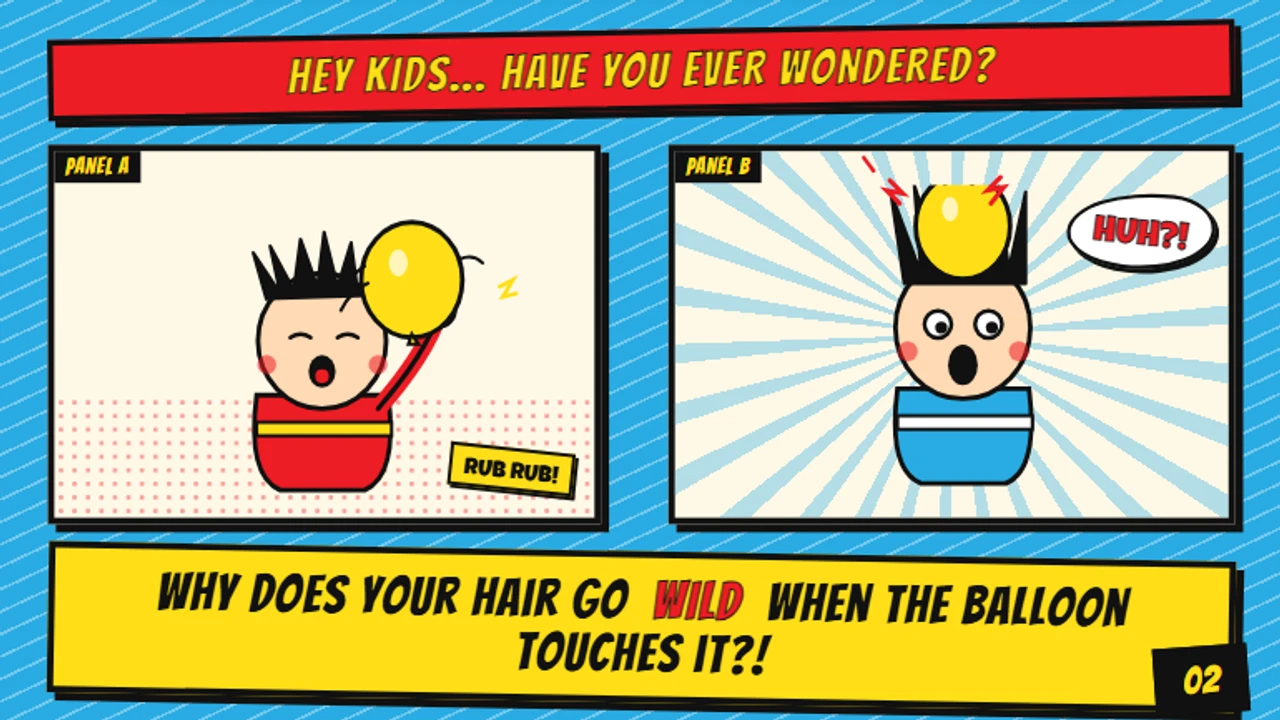 HEY KIDS... HAVE YOU EVER WONDERED?
PANEL A
RUB RUB!
PANEL B
HUH?!
WHY DOES YOUR HAIR GO WILD WHEN THE BALLOON
TOUCHES IT?!
02